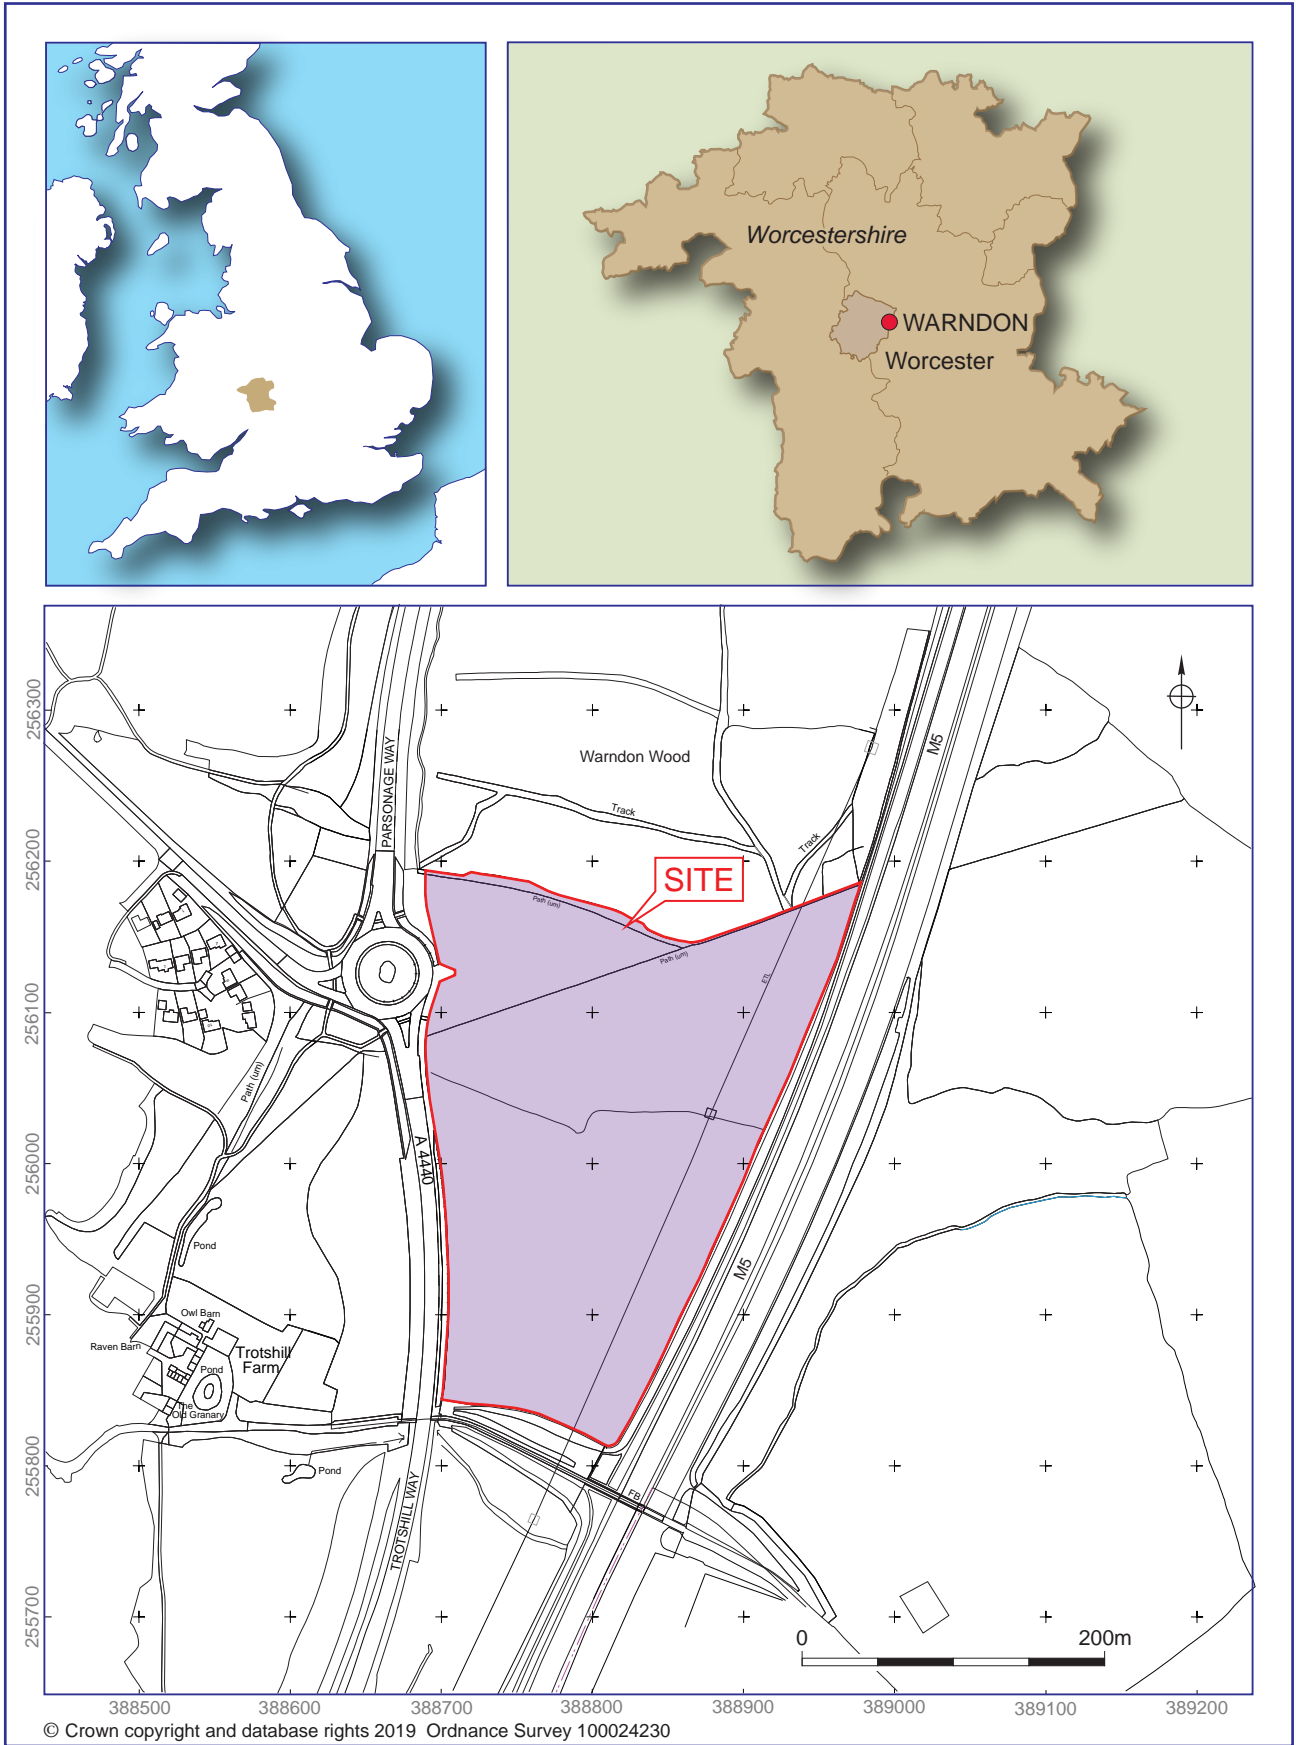 Worcestershire
WARNDON
Worcester
256300
256200
256100
256000
255900
255800
255700
PARSONAGE WAY
Warndon Wood
M5
Track
Track
SITE
Path (um)
Path (um)
ETL
Path (um)
A 4440
Pond
M5
Owl Barn
Raven Barn
Trotshill
Farm
Pond
The
Old Granary
Pond
TROTSHILL WAY
FB
0 200m
388500 388600 388700 388800 388900 389000 389100 389200
© Crown copyright and database rights 2019 Ordnance Survey 100024230